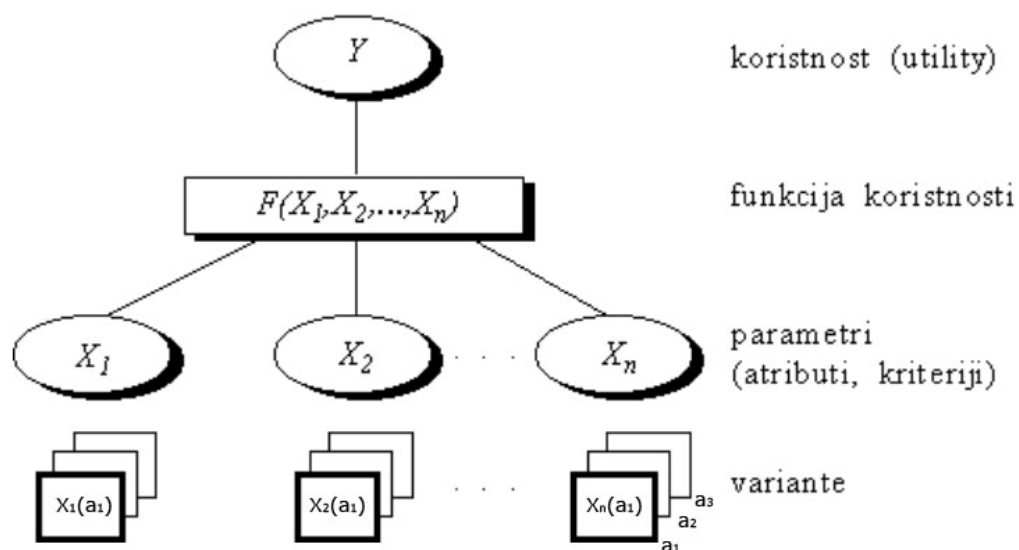 Y
koristnost (utility)
F(X₁,X₂,...,Xₙ)
funkcija koristnosti
X₁
X₂
. . .
Xₙ
parametri
(atributi, kriteriji)
X₁(a₁)
X₂(a₁)
. . .
Xₙ(a₁)
a₃
a₂
a₁
variante